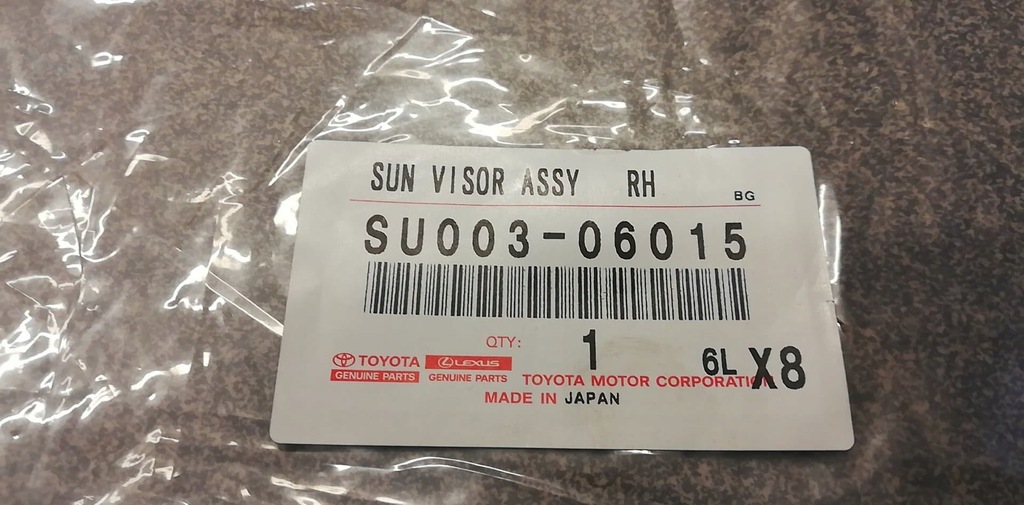 SUN VISOR ASSY RH
BG
SU003-06015
QTY: 1
6L X8
TOYOTA LEXUS
GENUINE PARTS GENUINE PARTS TOYOTA MOTOR CORPORATION
MADE IN JAPAN